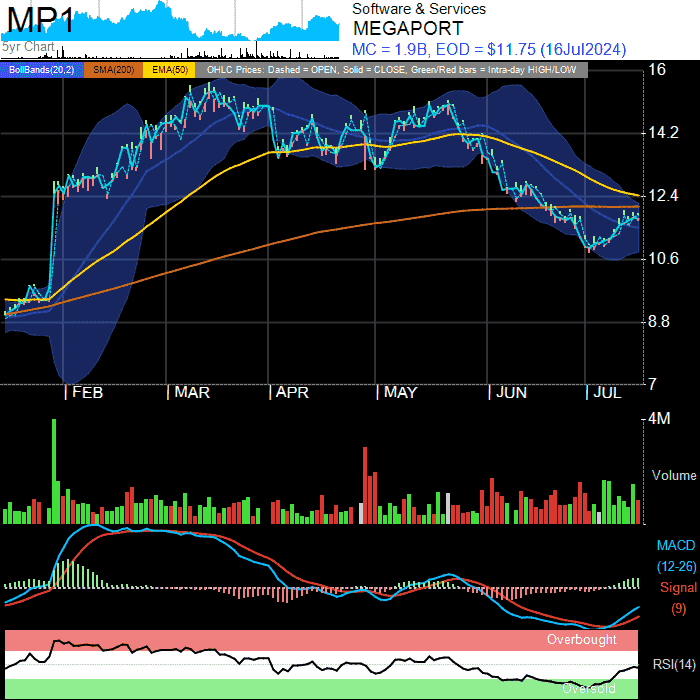 MP1
5yr Chart
Software & Services
MEGAPORT
MC = 1.9B, EOD = $11.75 (16Jul2024)
BollBands(20,2) SMA(200) EMA(50) OHLC Prices: Dashed = OPEN, Solid = CLOSE, Green/Red bars = Intra-day HIGH/LOW
16
14.2
12.4
10.6
8.8
7
FEB MAR APR MAY JUN JUL
4M
Volume
MACD
(12-26)
Signal
(9)
Overbought
RSI(14)
Oversold